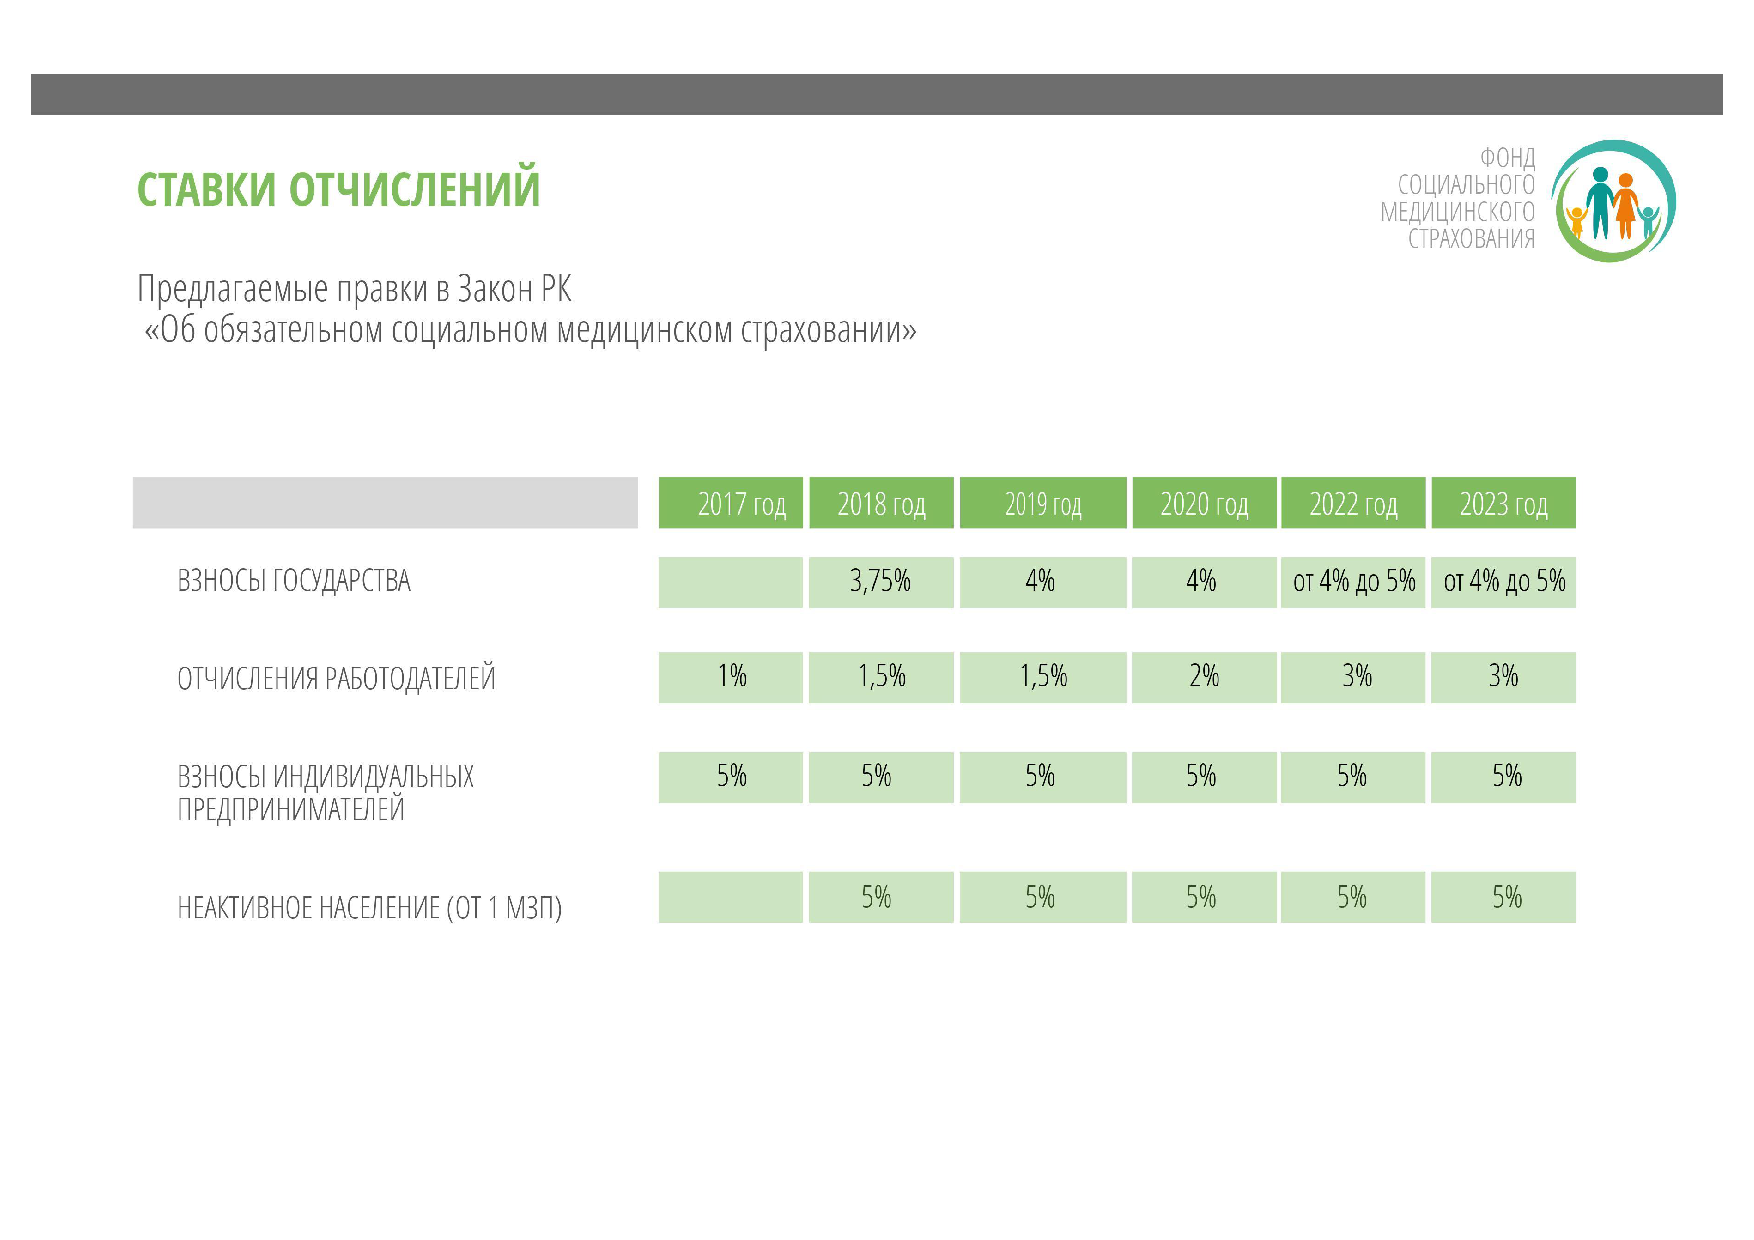 ФОНД
СОЦИАЛЬНОГО
МЕДИЦИНСКОГО
СТРАХОВАНИЯ
СТАВКИ ОТЧИСЛЕНИЙ
Предлагаемые правки в Закон РК
«Об обязательном социальном медицинском страховании»
2017 год 2018 год 2019 год 2020 год 2022 год 2023 год
ВЗНОСЫ ГОСУДАРСТВА 3,75% 4% 4% от 4% до 5% от 4% до 5%
ОТЧИСЛЕНИЯ РАБОТОДАТЕЛЕЙ 1% 1,5% 1,5% 2% 3% 3%
ВЗНОСЫ ИНДИВИДУАЛЬНЫХ 5% 5% 5% 5% 5% 5%
ПРЕДПРИНИМАТЕЛЕЙ
НЕАКТИВНОЕ НАСЕЛЕНИЕ (ОТ 1 МЗП) 5% 5% 5% 5% 5%